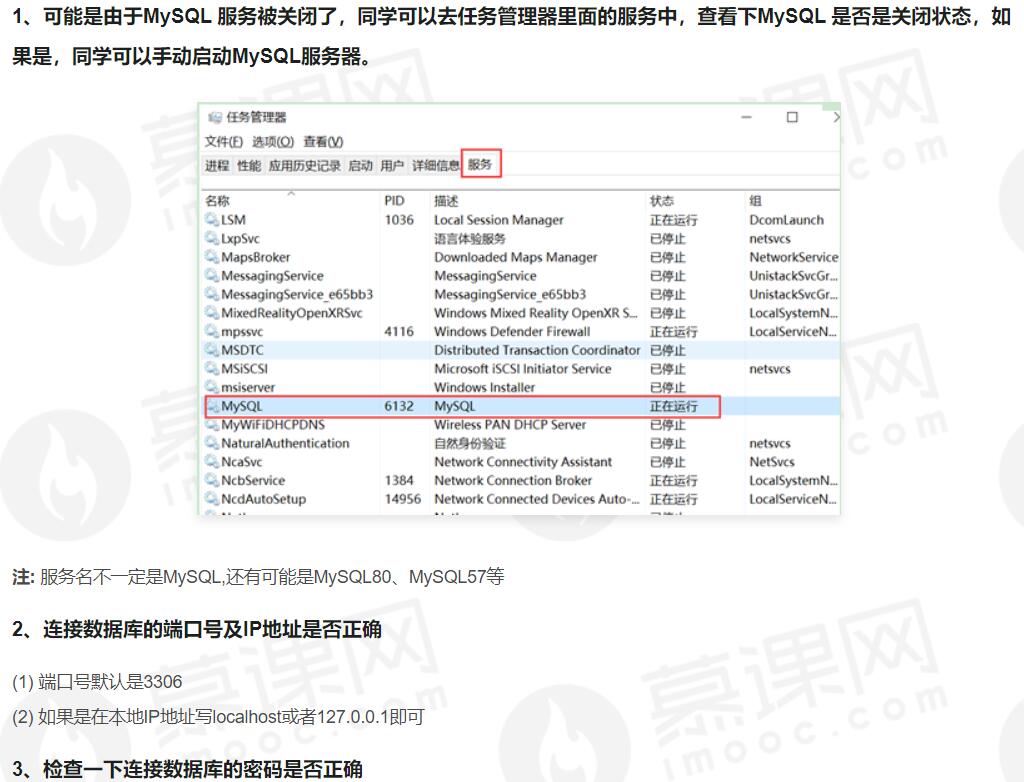 1、可能是由于MySQL 服务被关闭了，同学可以去任务管理器里面的服务中，查看下MySQL 是否是关闭状态，如
果是，同学可以手动启动MySQL服务器。
任务管理器
文件(F) 选项(O) 查看(V)
进程 性能 应用历史记录 启动 用户 详细信息 服务
名称 PID 描述 状态 组
LSM 1036 Local Session Manager 正在运行 DcomLaunch
LxpSvc 语言体验服务 已停止 netsvcs
MapsBroker Downloaded Maps Manager 已停止 NetworkService
MessagingService MessagingService 已停止 UnistackSvcGr...
MessagingService_e65bb3 MessagingService_e65bb3 已停止 UnistackSvcGr...
MixedRealityOpenXRSvc Windows Mixed Reality OpenXR S... 已停止 LocalSystemN...
mpssvc 4116 Windows Defender Firewall 正在运行 LocalServiceN...
MSDTC Distributed Transaction Coordinator 已停止
MSiSCSI Microsoft iSCSI Initiator Service 已停止 netsvcs
msiserver Windows Installer 已停止
MySQL 6132 MySQL 正在运行
MyWiFiDHCPDNS Wireless PAN DHCP Server 已停止
NaturalAuthentication 自然身份验证 已停止 netsvcs
NcaSvc Network Connectivity Assistant 已停止 NetSvcs
NcbService 1384 Network Connection Broker 正在运行 LocalSystemN...
NcdAutoSetup 14956 Network Connected Devices Auto-... 正在运行 LocalServiceN...
注: 服务名不一定是MySQL,还有可能是MySQL80、MySQL57等
2、连接数据库的端口号及IP地址是否正确
(1) 端口号默认是3306
(2) 如果是在本地IP地址写localhost或者127.0.0.1即可
3、检查一下连接数据库的密码是否正确
慕课网
imooc.com